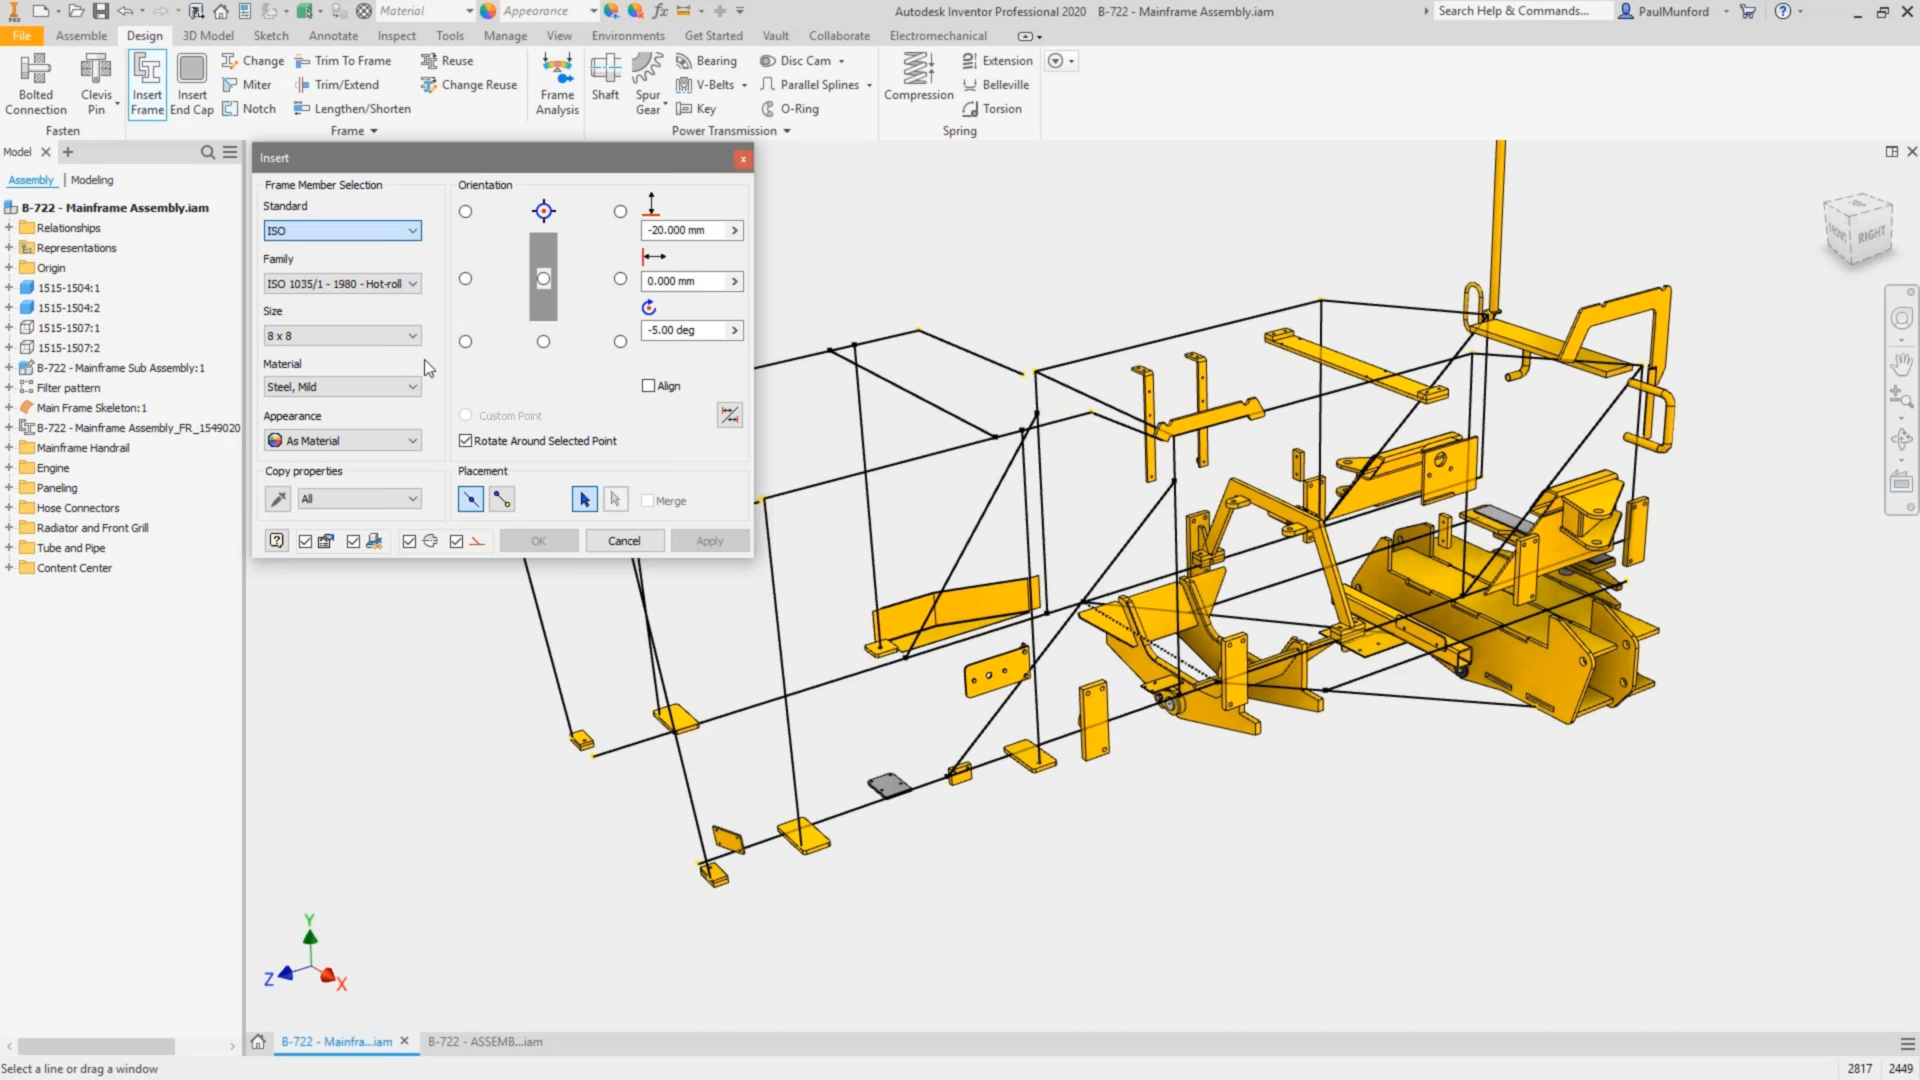 Material
Appearance
Autodesk Inventor Professional 2020 B-722 - Mainframe Assembly.iam
Search Help & Commands...
PaulMunford
File
Assemble
Design
3D Model
Sketch
Annotate
Inspect
Tools
Manage
View
Environments
Get Started
Vault
Collaborate
Electromechanical
Bolted Connection
Clevis Pin
Insert Frame
Insert End Cap
Change
Miter
Notch
Trim To Frame
Trim/Extend
Lengthen/Shorten
Reuse
Change Reuse
Frame Analysis
Shaft
Spur Gear
Bearing
V-Belts
Key
Disc Cam
Parallel Splines
O-Ring
Compression
Extension
Belleville
Torsion
Fasten
Frame
Power Transmission
Spring
Model
Assembly
Modeling
B-722 - Mainframe Assembly.iam
Relationships
Representations
Origin
1515-1504:1
1515-1504:2
1515-1507:1
1515-1507:2
B-722 - Mainframe Sub Assembly:1
Filter pattern
Main Frame Skeleton:1
B-722 - Mainframe Assembly_FR_1549020
Mainframe Handrail
Engine
Paneling
Hose Connectors
Radiator and Front Grill
Tube and Pipe
Content Center
Insert
Frame Member Selection
Standard
ISO
Family
ISO 1035/1 - 1980 - Hot-roll
Size
8 x 8
Material
Steel, Mild
Appearance
As Material
Copy properties
All
Orientation
-20.000 mm
0.000 mm
-5.00 deg
Align
Custom Point
Rotate Around Selected Point
Placement
Merge
OK
Cancel
Apply
FRONT
RIGHT
Y
Z
X
B-722 - Mainfra...iam
B-722 - ASSEMB...iam
Select a line or drag a window
2817
2449